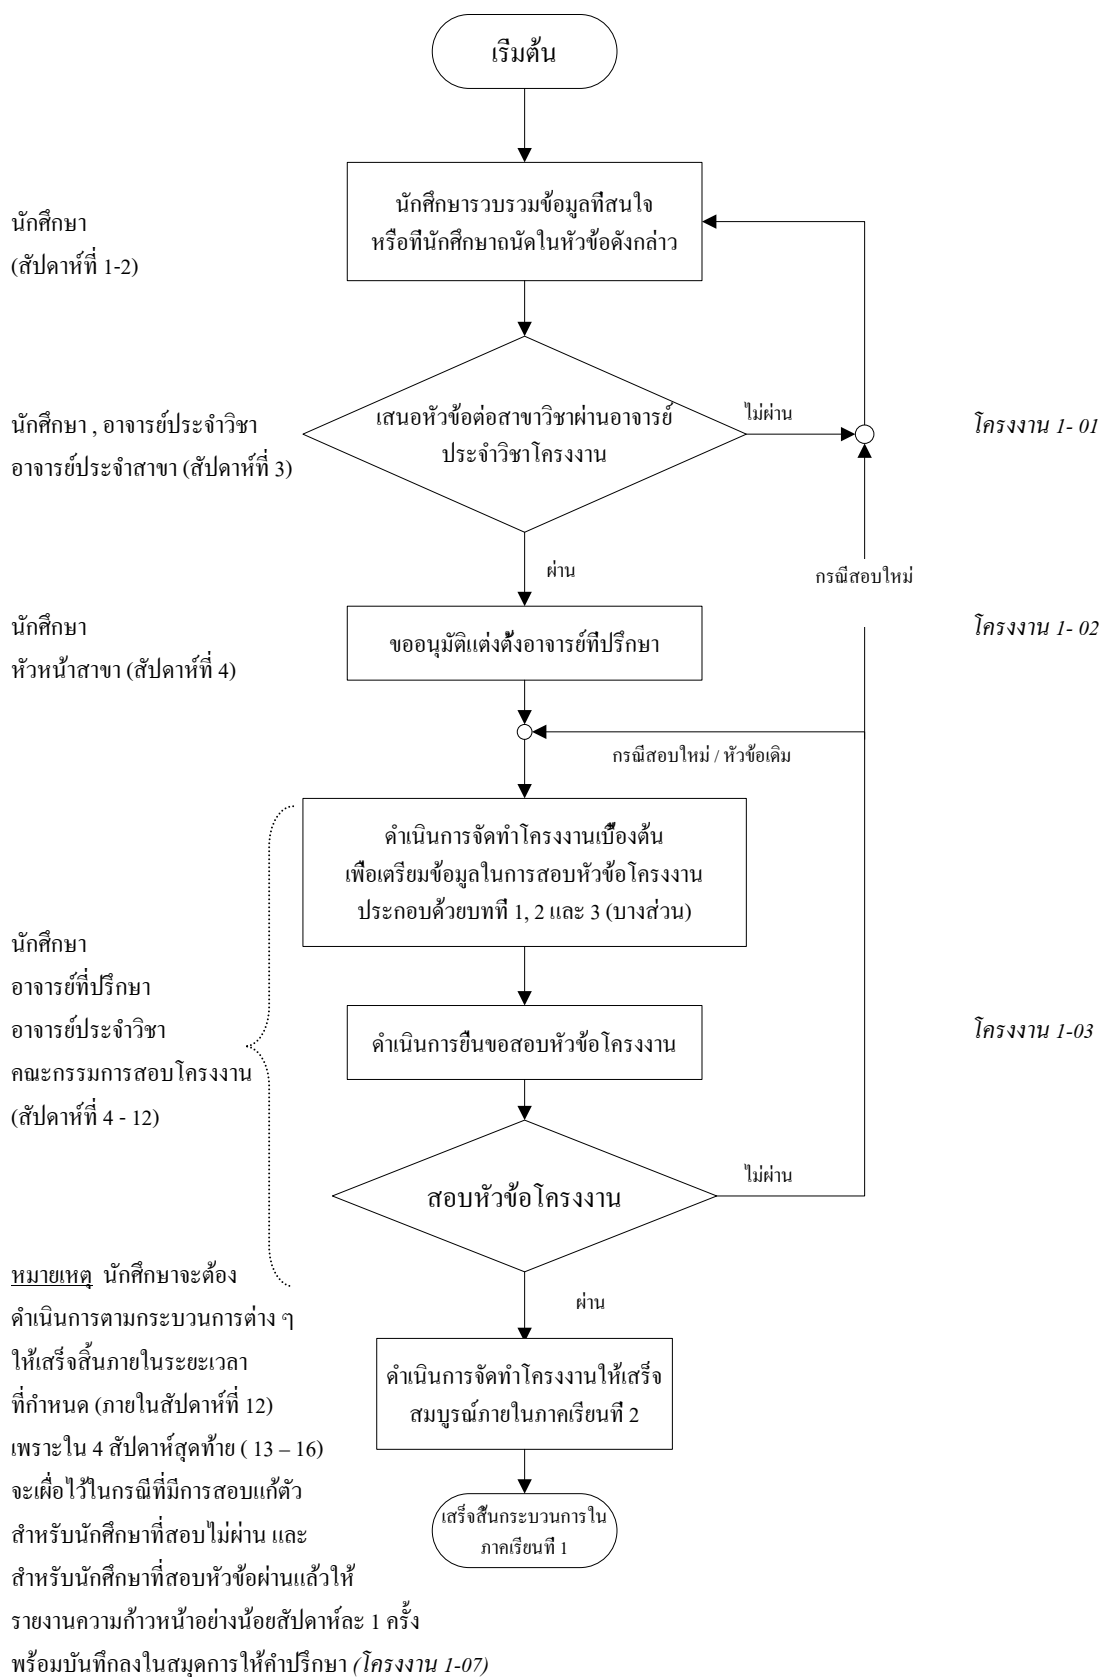 เริ่มต้น
นักศึกษารวบรวมข้อมูลที่สนใจ
หรือที่นักศึกษาถนัดในหัวข้อดังกล่าว
นักศึกษา
(สัปดาห์ที่ 1-2)
เสนอหัวข้อต่อสาขาวิชาผ่านอาจารย์
ประจำวิชาโครงงาน
ไม่ผ่าน
นักศึกษา , อาจารย์ประจำวิชา
อาจารย์ประจำสาขา (สัปดาห์ที่ 3)
โครงงาน 1- 01
ผ่าน
กรณีสอบใหม่
นักศึกษา
หัวหน้าสาขา (สัปดาห์ที่ 4)
ขออนุมัติแต่งตั้งอาจารย์ที่ปรึกษา
โครงงาน 1- 02
กรณีสอบใหม่ / หัวข้อเดิม
ดำเนินการจัดทำโครงงานเบื้องต้น
เพื่อเตรียมข้อมูลในการสอบหัวข้อโครงงาน
ประกอบด้วยบทที่ 1, 2 และ 3 (บางส่วน)
นักศึกษา
อาจารย์ที่ปรึกษา
อาจารย์ประจำวิชา
คณะกรรมการสอบโครงงาน
(สัปดาห์ที่ 4 - 12)
ดำเนินการยื่นขอสอบหัวข้อโครงงาน
โครงงาน 1-03
สอบหัวข้อโครงงาน
ไม่ผ่าน
ผ่าน
ดำเนินการจัดทำโครงงานให้เสร็จ
สมบูรณ์ภายในภาคเรียนที่ 2
เสร็จสิ้นกระบวนการใน
ภาคเรียนที่ 1
หมายเหตุ นักศึกษาจะต้อง
ดำเนินการตามกระบวนการต่าง ๆ
ให้เสร็จสิ้นภายในระยะเวลา
ที่กำหนด (ภายในสัปดาห์ที่ 12)
เพราะใน 4 สัปดาห์สุดท้าย ( 13 – 16)
จะเผื่อไว้ในกรณีที่มีการสอบแก้ตัว
สำหรับนักศึกษาที่สอบไม่ผ่าน และ
สำหรับนักศึกษาที่สอบหัวข้อผ่านแล้วให้
รายงานความก้าวหน้าอย่างน้อยสัปดาห์ละ 1 ครั้ง
พร้อมบันทึกลงในสมุดการให้คำปรึกษา (โครงงาน 1-07)